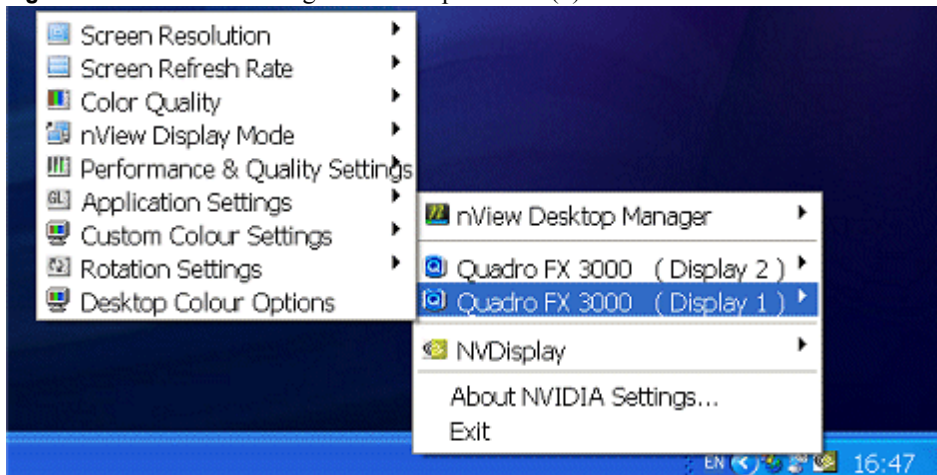 Screen Resolution
Screen Refresh Rate
Color Quality
nView Display Mode
Performance & Quality Settings
Application Settings
Custom Colour Settings
Rotation Settings
Desktop Colour Options
nView Desktop Manager
Quadro FX 3000 ( Display 2 )
Quadro FX 3000 ( Display 1 )
NVDisplay
About NVIDIA Settings...
Exit
EN 16:47